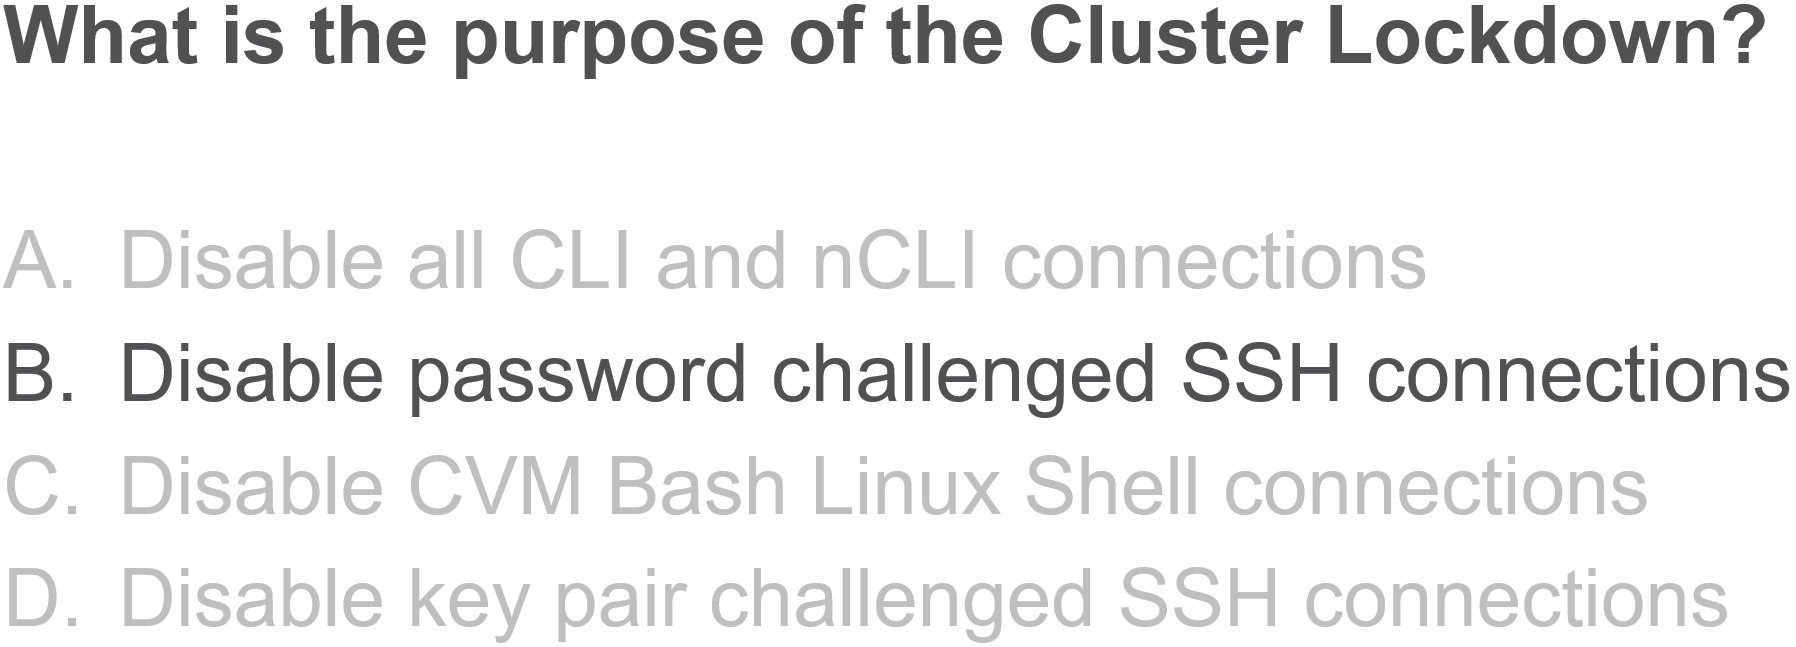 What is the purpose of the Cluster Lockdown?
A. Disable all CLI and nCLI connections
B. Disable password challenged SSH connections
C. Disable CVM Bash Linux Shell connections
D. Disable key pair challenged SSH connections